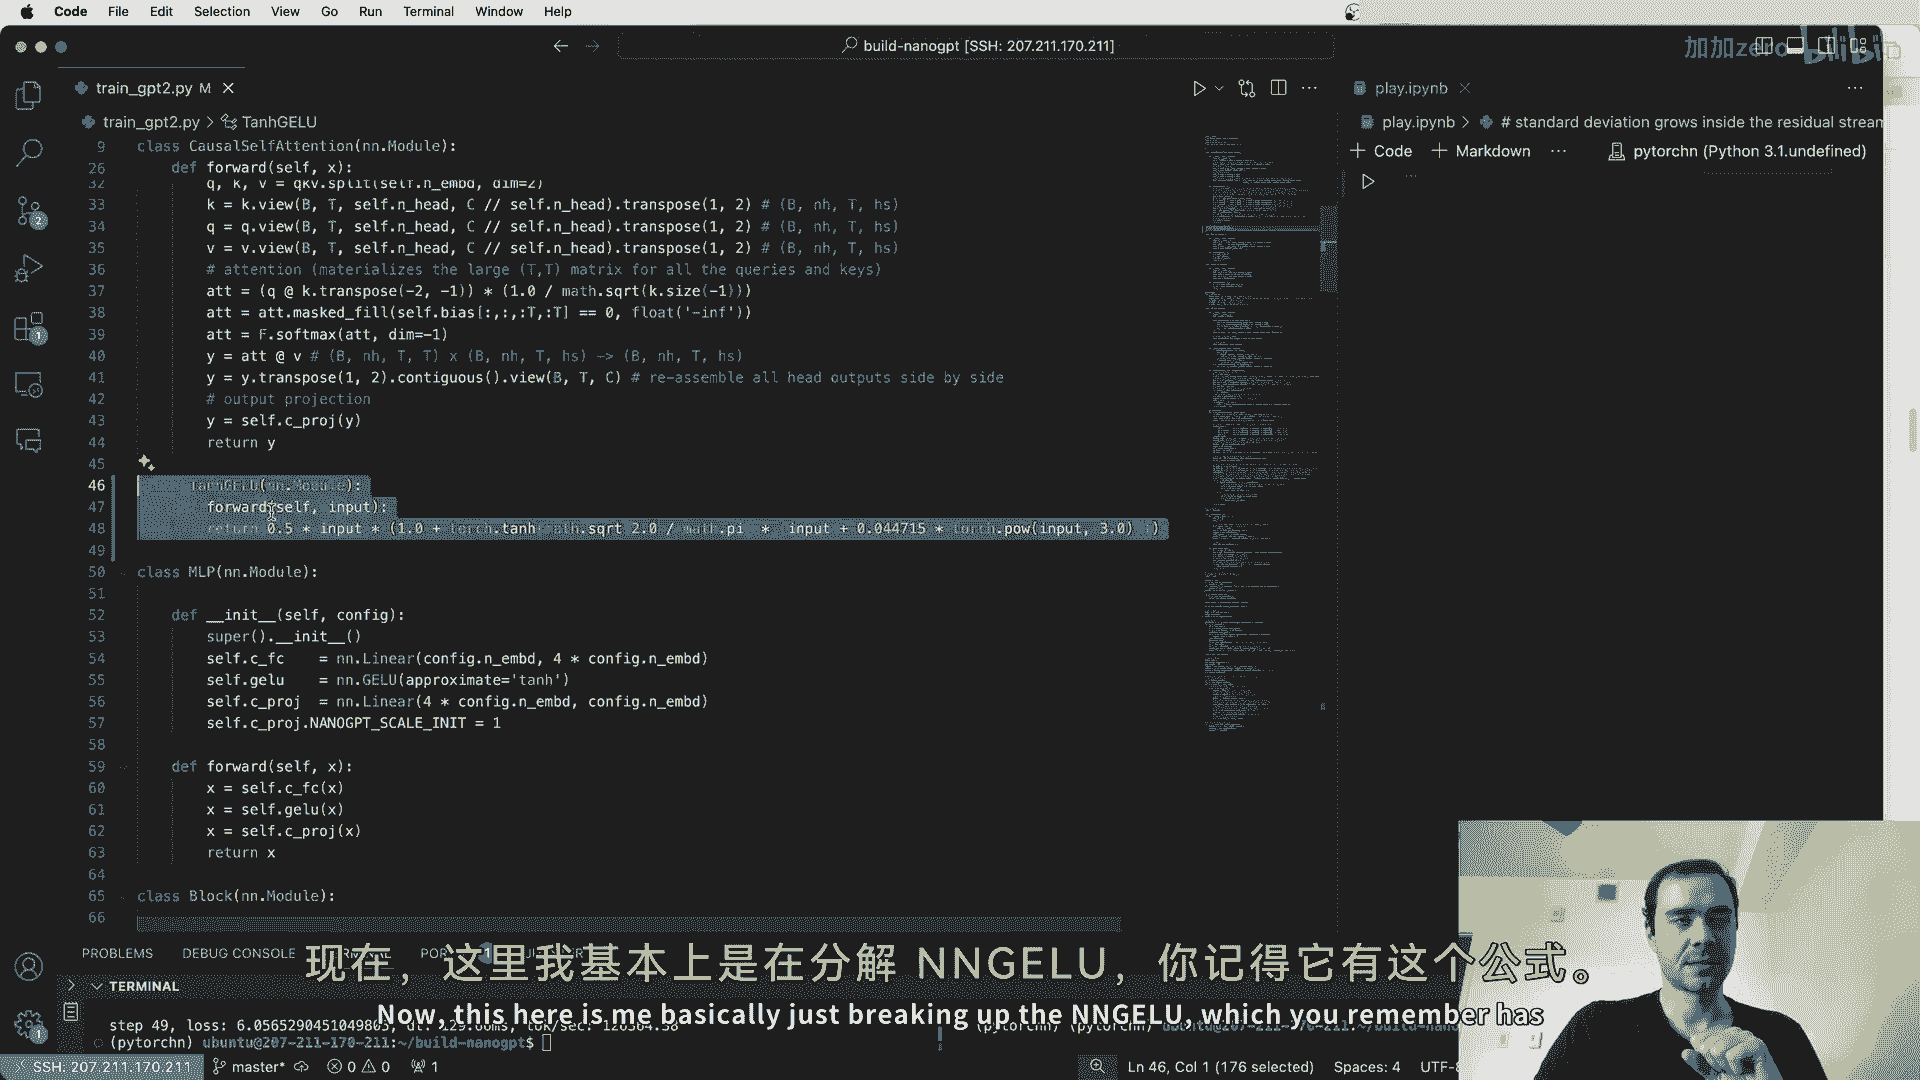 Code File Edit Selection View Go Run Terminal Window Help
build-nanogpt [SSH: 207.211.170.211]
加加zero bilibili
train_gpt2.py M
play.ipynb
train_gpt2.py > TanhGELU
play.ipynb > # standard deviation grows inside the residual stream
Code Markdown ··· pytorchn (Python 3.1.undefined)
9 class CausalSelfAttention(nn.Module):
26 def forward(self, x):
32 q, k, v = qkv.split(self.n_embd, dim=2)
33 k = k.view(B, T, self.n_head, C // self.n_head).transpose(1, 2) # (B, nh, T, hs)
34 q = q.view(B, T, self.n_head, C // self.n_head).transpose(1, 2) # (B, nh, T, hs)
35 v = v.view(B, T, self.n_head, C // self.n_head).transpose(1, 2) # (B, nh, T, hs)
36 # attention (materializes the large (T,T) matrix for all the queries and keys)
37 att = (q @ k.transpose(-2, -1)) * (1.0 / math.sqrt(k.size(-1)))
38 att = att.masked_fill(self.bias[:,:,:T,:T] == 0, float('-inf'))
39 att = F.softmax(att, dim=-1)
40 y = att @ v # (B, nh, T, T) x (B, nh, T, hs) -> (B, nh, T, hs)
41 y = y.transpose(1, 2).contiguous().view(B, T, C) # re-assemble all head outputs side by side
42 # output projection
43 y = self.c_proj(y)
44 return y
45
46 TanhGELU(nn.Module):
47 forward(self, input):
48 return 0.5 * input * (1.0 + torch.tanh math.sqrt 2.0 / math.pi * input + 0.044715 * torch.pow(input, 3.0) )
49
50 class MLP(nn.Module):
51
52 def __init__(self, config):
53 super().__init__()
54 self.c_fc = nn.Linear(config.n_embd, 4 * config.n_embd)
55 self.gelu = nn.GELU(approximate='tanh')
56 self.c_proj = nn.Linear(4 * config.n_embd, config.n_embd)
57 self.c_proj.NANOGPT_SCALE_INIT = 1
58
59 def forward(self, x):
60 x = self.c_fc(x)
61 x = self.gelu(x)
62 x = self.c_proj(x)
63 return x
64
65 class Block(nn.Module):
66
PROBLEMS DEBUG CONSOLE
现在，这里我基本上是在分解 NNGELU，你记得它有这个公式。
TERMINAL
Now, this here is me basically just breaking up the NNGELU, which you remember has
step 49, loss: 6.05652904510498
(pytorchn) ubuntu@207-211-170-211:~/build-nanogpt$
SSH: 207.211.170.211 master* 0 0 1 Ln 46, Col 1 (176 selected) Spaces: 4 UTF-8